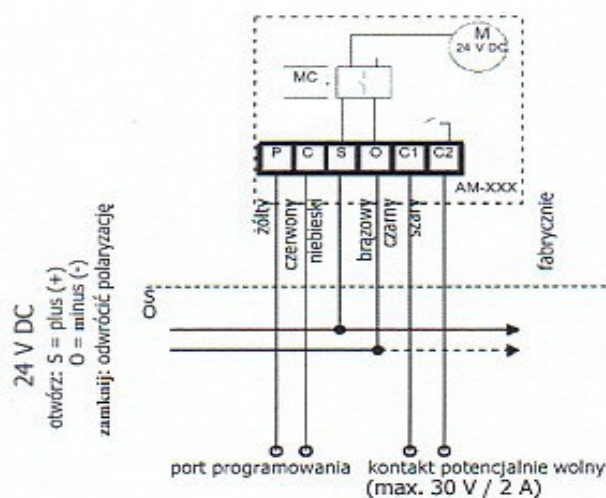 M
24 V DC
MC
P C S O C1 C2
AM-XXX
żółty
czerwony
niebieski
brązowy
czarny
szary
fabrycznie
24 V DC
otwórz: S = plus (+)
O = minus (-)
zamknij: odwrócić polaryzację
S
O
port programowania
kontakt potencjalnie wolny
(max. 30 V / 2 A)